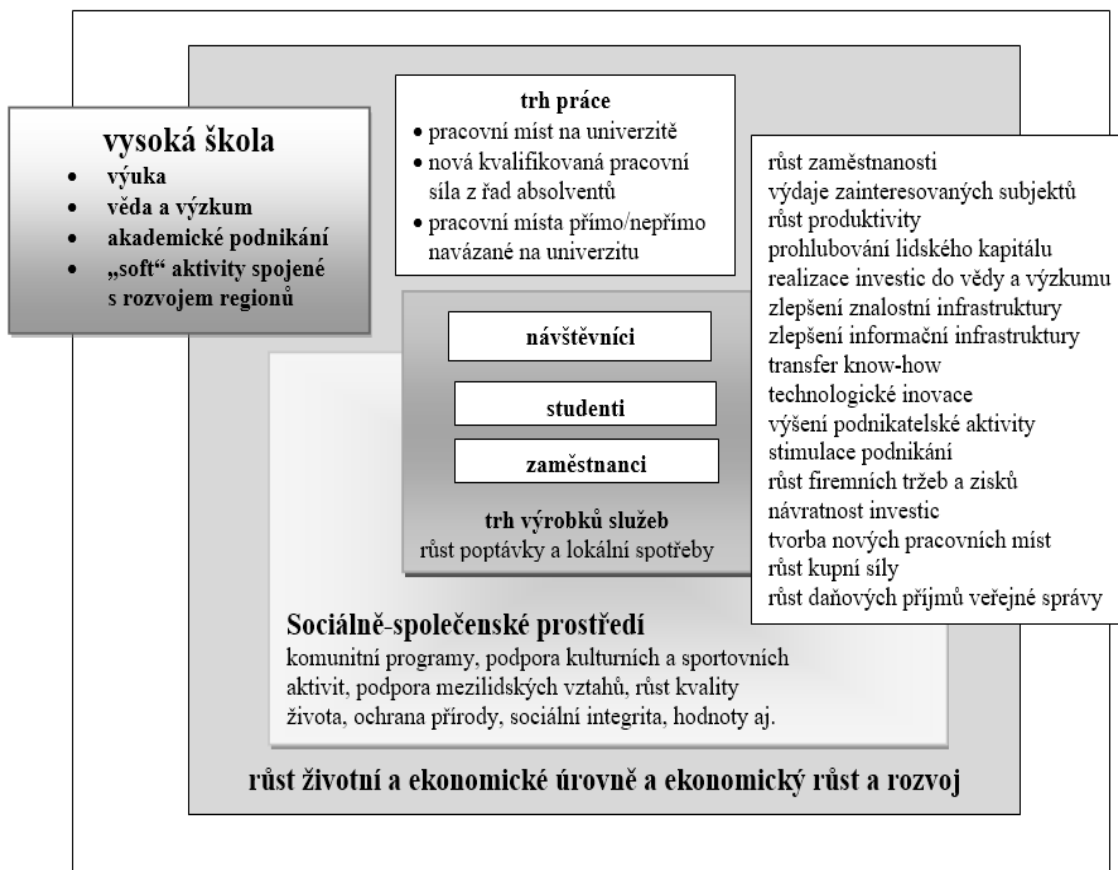 vysoká škola
• výuka
• věda a výzkum
• akademické podnikání
• „soft“ aktivity spojené
s rozvojem regionů
trh práce
• pracovní míst na univerzitě
• nová kvalifikovaná pracovní
síla z řad absolventů
• pracovní místa přímo/nepřímo
navázané na univerzitu
návštěvníci
studenti
zaměstnanci
trh výrobků služeb
růst poptávky a lokální spotřeby
růst zaměstnanosti
výdaje zainteresovaných subjektů
růst produktivity
prohlubování lidského kapitálu
realizace investic do vědy a výzkumu
zlepšení znalostní infrastruktury
zlepšení informační infrastruktury
transfer know-how
technologické inovace
výšení podnikatelské aktivity
stimulace podnikání
růst firemních tržeb a zisků
návratnost investic
tvorba nových pracovních míst
růst kupní síly
růst daňových příjmů veřejné správy
Sociálně-společenské prostředí
komunitní programy, podpora kulturních a sportovních
aktivit, podpora mezilidských vztahů, růst kvality
života, ochrana přírody, sociální integrita, hodnoty aj.
růst životní a ekonomické úrovně a ekonomický růst a rozvoj